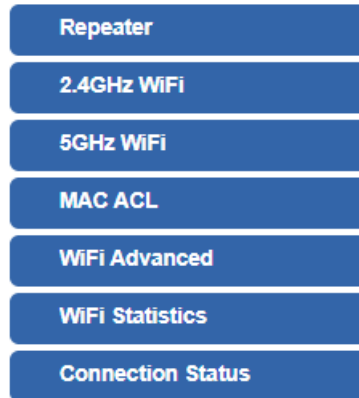 Repeater
2.4GHz WiFi
5GHz WiFi
MAC ACL
WiFi Advanced
WiFi Statistics
Connection Status